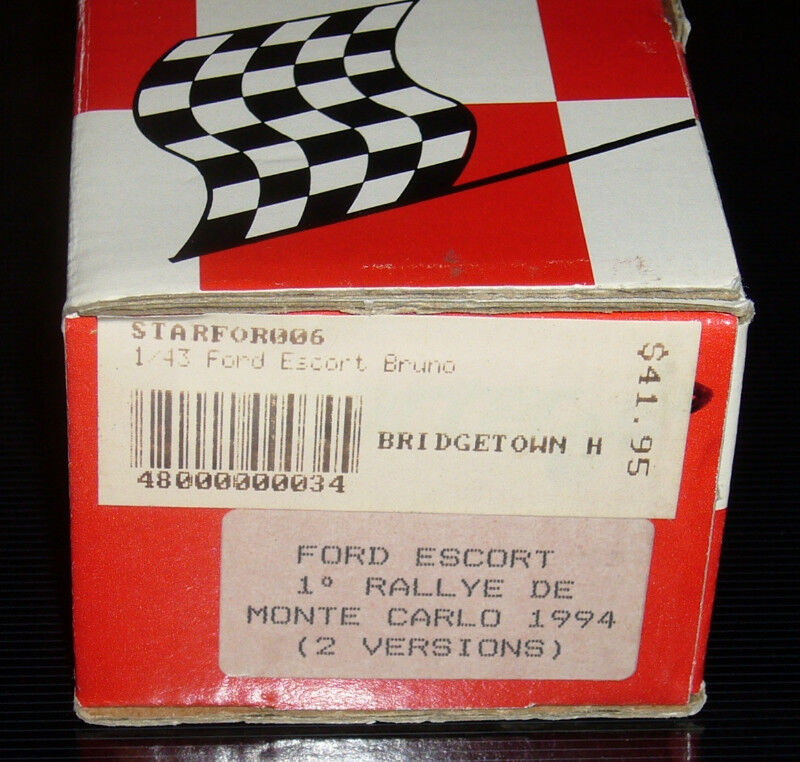 STARFOR006
1/43 Ford Escort Bruno
$41.95
BRIDGETOWN H
48000000034
FORD ESCORT
1º RALLYE DE
MONTE CARLO 1994
(2 VERSIONS)